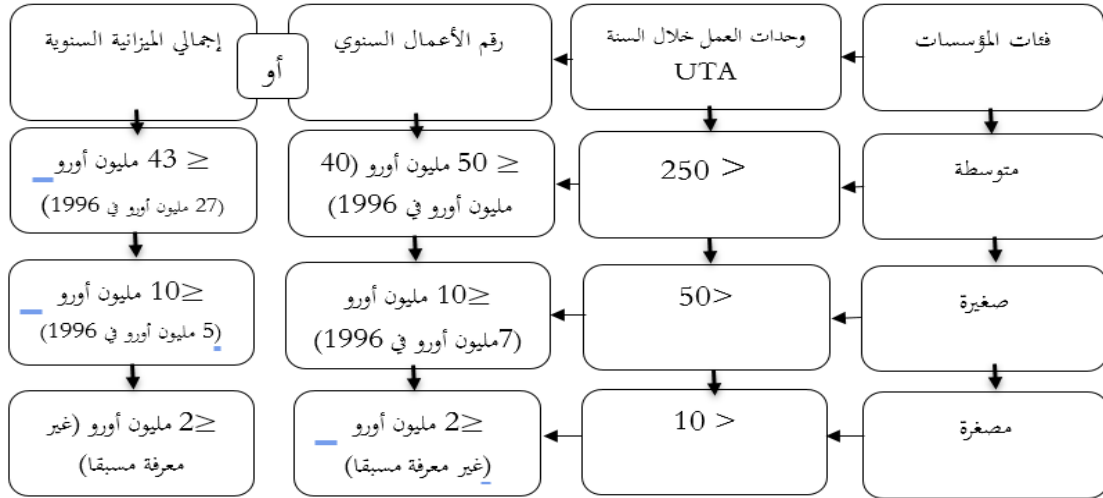 فئات المؤسسات
وحدات العمل خلال السنة
UTA
رقم الأعمال السنوي
أو
إجمالي الميزانية السنوية
متوسطة
< 250
≤ 50 مليون أورو (40
مليون أورو في 1996)
≤ 43 مليون أورو
(27 مليون أورو في 1996)
صغيرة
<50
≤10 مليون أورو
(7مليون أورو في 1996)
≤10 مليون أورو
(5 مليون أورو في 1996)
مصغرة
< 10
≤2 مليون أورو
(غير معرفة مسبقا)
≤2 مليون أورو (غير
معرفة مسبقا)